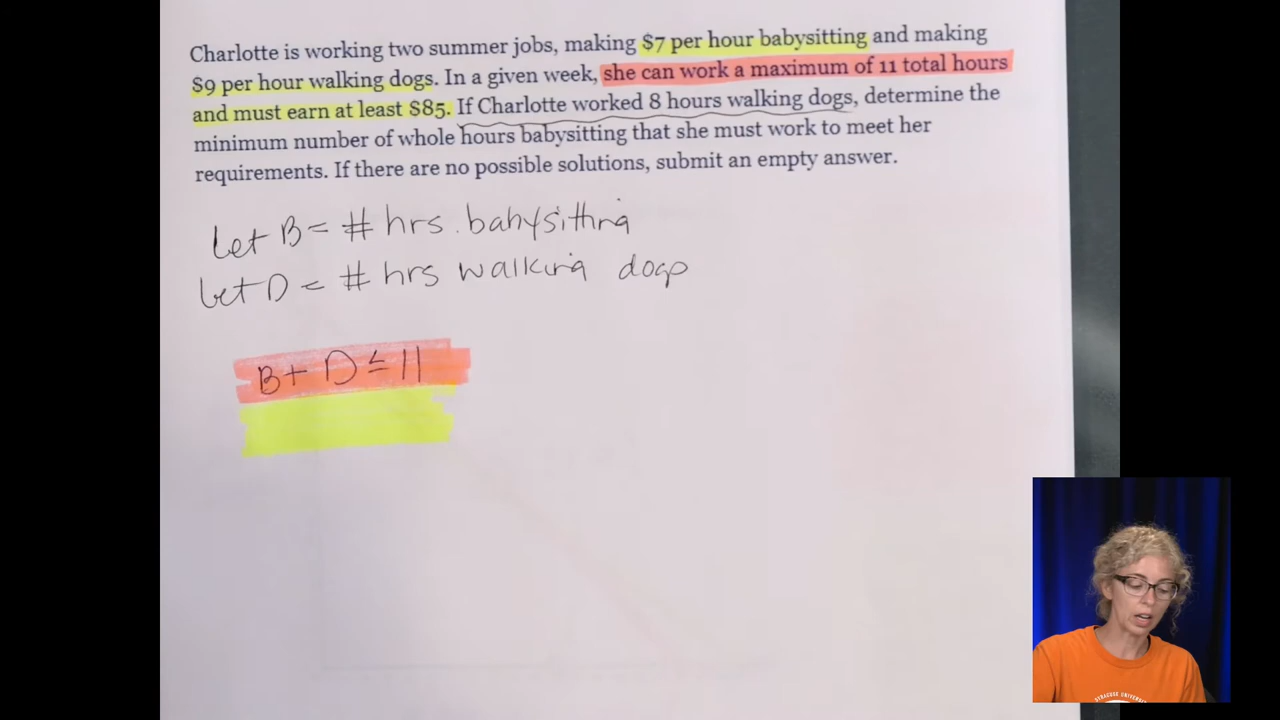 Charlotte is working two summer jobs, making $7 per hour babysitting and making
$9 per hour walking dogs. In a given week, she can work a maximum of 11 total hours
and must earn at least $85. If Charlotte worked 8 hours walking dogs, determine the
minimum number of whole hours babysitting that she must work to meet her
requirements. If there are no possible solutions, submit an empty answer.
Let B = # hrs. babysitting
Let D = # hrs walking dogs
B + D ≤ 11
SYRACUSE UNIVERSITY